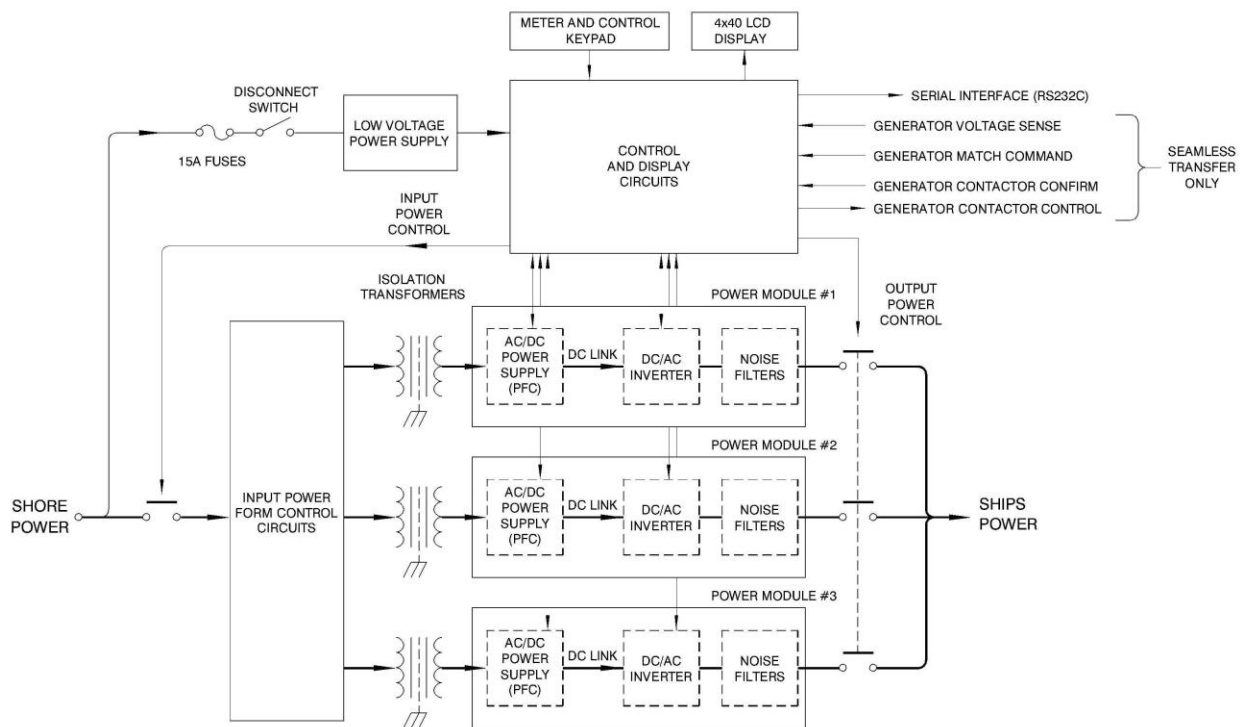 METER AND CONTROL
KEYPAD
4x40 LCD
DISPLAY
DISCONNECT
SWITCH
15A FUSES
LOW VOLTAGE
POWER SUPPLY
CONTROL
AND DISPLAY
CIRCUITS
SERIAL INTERFACE (RS232C)
GENERATOR VOLTAGE SENSE
GENERATOR MATCH COMMAND
GENERATOR CONTACTOR CONFIRM
GENERATOR CONTACTOR CONTROL
SEAMLESS
TRANSFER
ONLY
INPUT
POWER
CONTROL
ISOLATION
TRANSFORMERS
OUTPUT
POWER
CONTROL
SHORE
POWER
INPUT POWER
FORM CONTROL
CIRCUITS
POWER MODULE #1
AC/DC
POWER
SUPPLY
(PFC)
DC LINK
DC/AC
INVERTER
NOISE
FILTERS
POWER MODULE #2
AC/DC
POWER
SUPPLY
(PFC)
DC LINK
DC/AC
INVERTER
NOISE
FILTERS
POWER MODULE #3
AC/DC
POWER
SUPPLY
(PFC)
DC LINK
DC/AC
INVERTER
NOISE
FILTERS
SHIPS
POWER